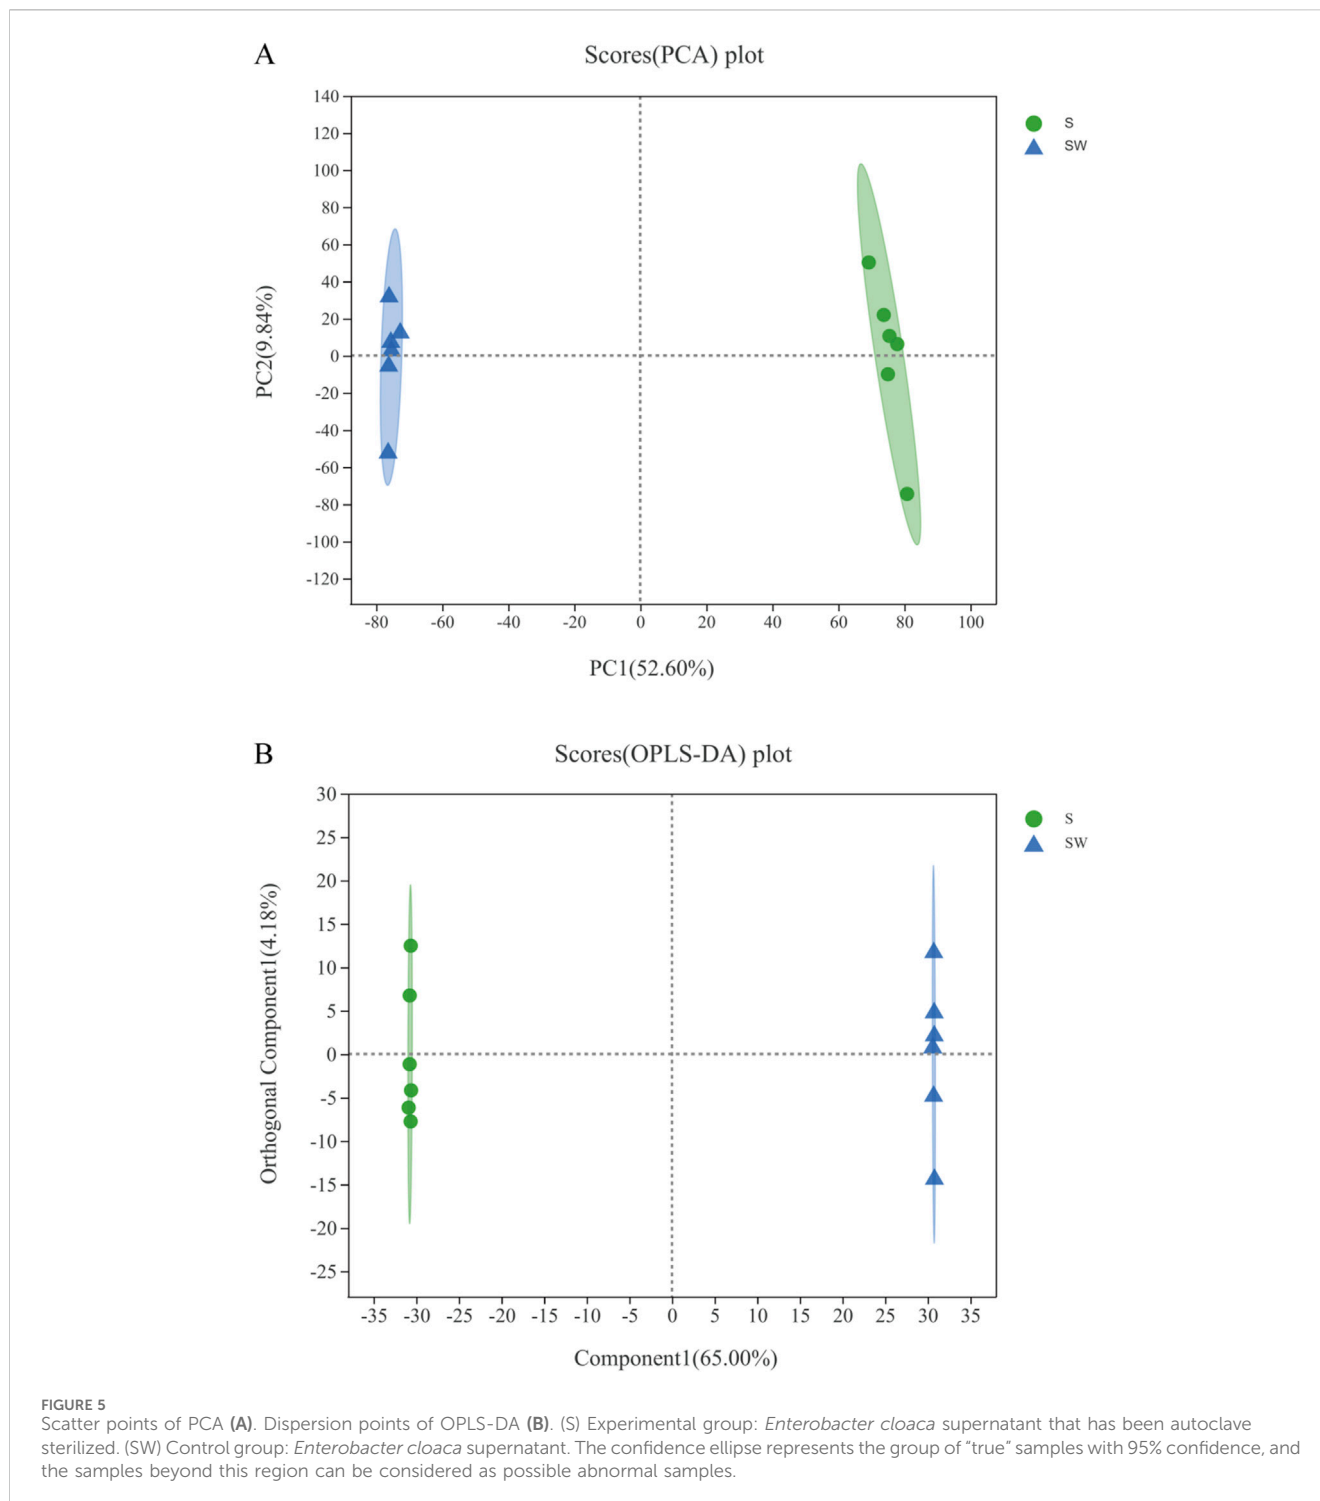 A
Scores(PCA) plot
140
120
100
80
60
40
20
0
-20
-40
-60
-80
-100
-120
PC2(9.84%)
-80 -60 -40 -20 0 20 40 60 80 100
PC1(52.60%)
S
SW
B
Scores(OPLS-DA) plot
30
25
20
15
10
5
0
-5
-10
-15
-20
-25
Orthogonal Component1(4.18%)
-35 -30 -25 -20 -15 -10 -5 0 5 10 15 20 25 30 35
Component1(65.00%)
S
SW
FIGURE 5
Scatter points of PCA (A). Dispersion points of OPLS-DA (B). (S) Experimental group: Enterobacter cloaca supernatant that has been autoclave
sterilized. (SW) Control group: Enterobacter cloaca supernatant. The confidence ellipse represents the group of "true" samples with 95% confidence, and
the samples beyond this region can be considered as possible abnormal samples.